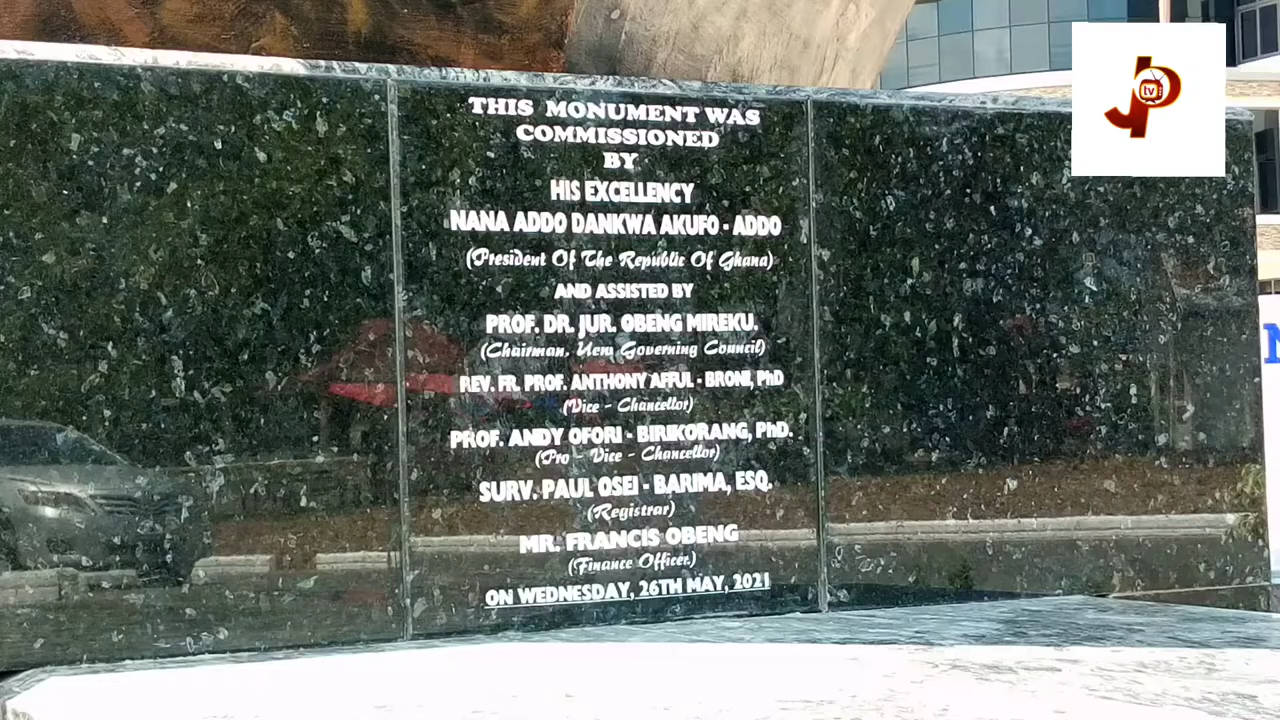 THIS MONUMENT WAS
COMMISSIONED
BY
HIS EXCELLENCY
NANA ADDO DANKWA AKUFO - ADDO
(President Of The Republic Of Ghana)
AND ASSISTED BY
PROF. DR. JUR. OBENG MIREKU.
(Chairman, Uew Governing Council)
REV. FR. PROF. ANTHONY AFFUL - BRONI, PhD
(Vice - Chancellor)
PROF. ANDY OFORI - BIRIKORANG, PhD.
(Pro - Vice - Chancellor)
SURV. PAUL OSEI - BARIMA, ESQ.
(Registrar)
MR. FRANCIS OBENG
(Finance Officer.)
ON WEDNESDAY, 26TH MAY, 2021
JP
tv
N